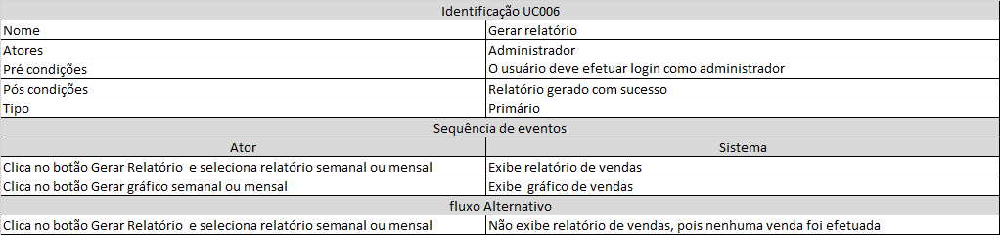 Identificação UC006
Nome Gerar relatório
Atores Administrador
Pré condições O usuário deve efetuar login como administrador
Pós condições Relatório gerado com sucesso
Tipo Primário
Sequência de eventos
Ator Sistema
Clica no botão Gerar Relatório e seleciona relatório semanal ou mensal Exibe relatório de vendas
Clica no botão Gerar gráfico semanal ou mensal Exibe gráfico de vendas
fluxo Alternativo
Clica no botão Gerar Relatório e seleciona relatório semanal ou mensal Não exibe relatório de vendas, pois nenhuma venda foi efetuada